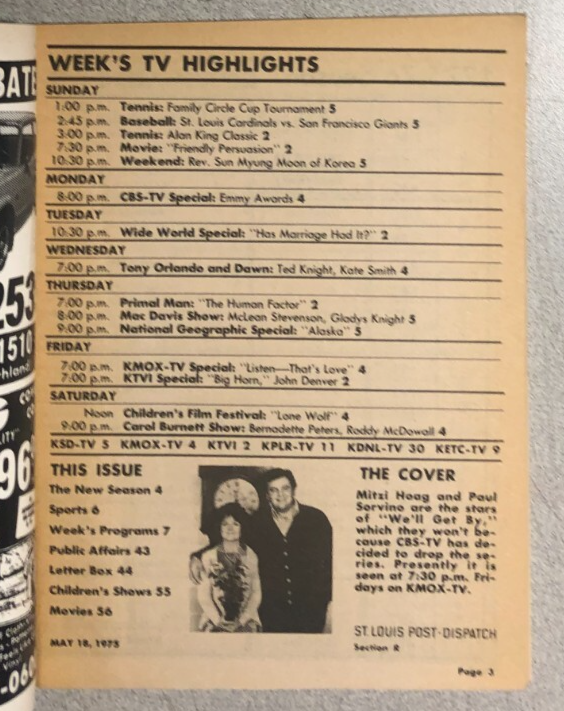 WEEK'S TV HIGHLIGHTS
SUNDAY
1:00 p.m. Tennis: Family Circle Cup Tournament 5
2:45 p.m. Baseball: St. Louis Cardinals vs. San Francisco Giants 5
3:00 p.m. Tennis: Alan King Classic 2
7:30 p.m. Movie: "Friendly Persuasion" 2
10:30 p.m. Weekend: Rev. Sun Myung Moon of Korea 5
MONDAY
8:00 p.m. CBS-TV Special: Emmy Awards 4
TUESDAY
10:30 p.m. Wide World Special: "Has Marriage Had It?" 2
WEDNESDAY
7:00 p.m. Tony Orlando and Dawn: Ted Knight, Kate Smith 4
THURSDAY
7:00 p.m. Primal Man: "The Human Factor" 2
8:00 p.m. Mac Davis Show: McLean Stevenson, Gladys Knight 5
9:00 p.m. National Geographic Special: "Alaska" 5
FRIDAY
7:00 p.m. KMOX-TV Special: "Listen—That's Love" 4
7:00 p.m. KTVI Special: "Big Horn," John Denver 2
SATURDAY
Noon Children's Film Festival: "Lone Wolf" 4
9:00 p.m. Carol Burnett Show: Bernadette Peters, Roddy McDowall 4
KSD-TV 5 KMOX-TV 4 KTVI 2 KPLR-TV 11 KDNL-TV 30 KETC-TV 9
THIS ISSUE
The New Season 4
Sports 6
Week's Programs 7
Public Affairs 43
Letter Box 44
Children's Shows 55
Movies 56
MAY 18, 1975
THE COVER
Mitzi Hoag and Paul
Sorvino are the stars
of "We'll Get By,"
which they won't be-
cause CBS-TV has de-
cided to drop the se-
ries. Presently it is
seen at 7:30 p.m. Fri-
days on KMOX-TV.
ST. LOUIS POST-DISPATCH
Section R
Page 3
253
1510
96
-060